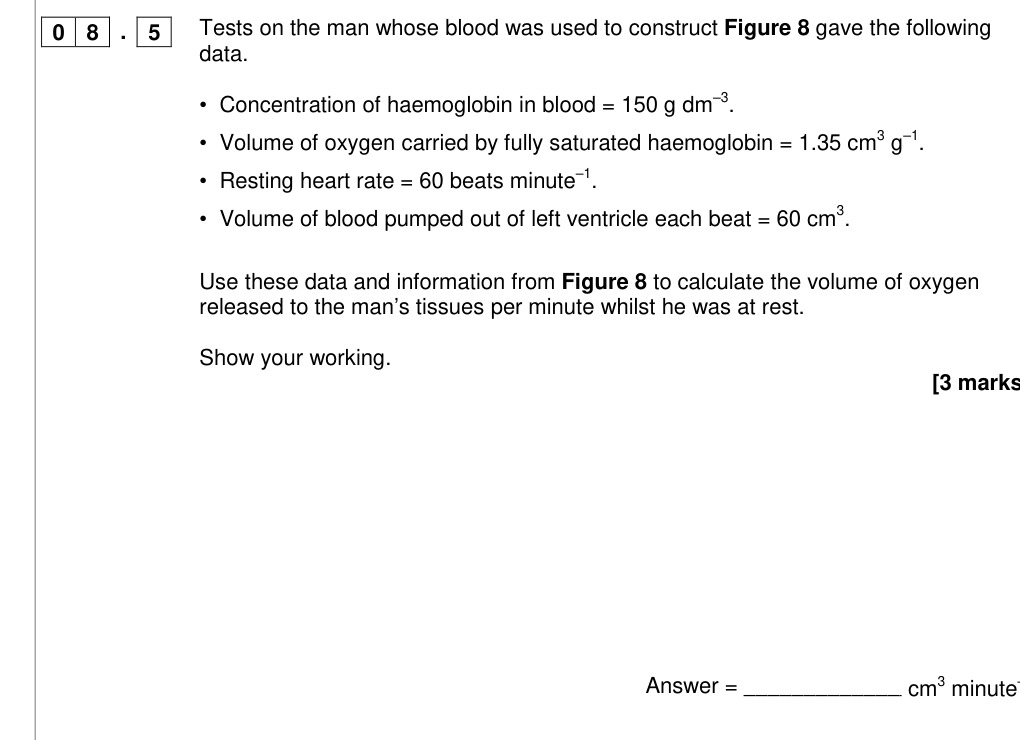 08.5 Tests on the man whose blood was used to construct Figure 8 gave the following
data.
• Concentration of haemoglobin in blood = 150 g dm⁻³.
• Volume of oxygen carried by fully saturated haemoglobin = 1.35 cm³ g⁻¹.
• Resting heart rate = 60 beats minute⁻¹.
• Volume of blood pumped out of left ventricle each beat = 60 cm³.
Use these data and information from Figure 8 to calculate the volume of oxygen
released to the man's tissues per minute whilst he was at rest.
Show your working.
[3 marks
Answer = _____________ cm³ minute⁻